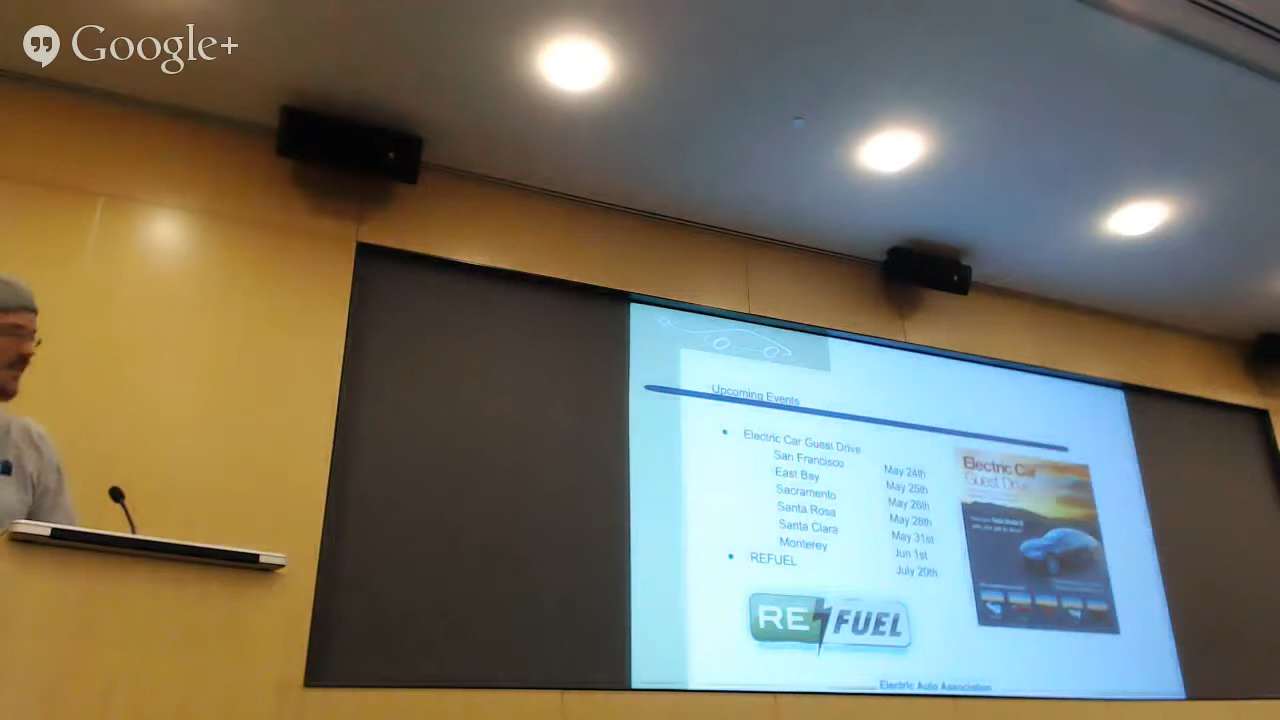 Google+
Upcoming Events
• Electric Car Guest Drive
San Francisco May 24th
East Bay May 25th
Sacramento May 26th
Santa Rosa May 28th
Santa Clara May 31st
Monterey Jun 1st
• REFUEL July 20th
Electric Car
Guest Drive
REFUEL
Electric Auto Association